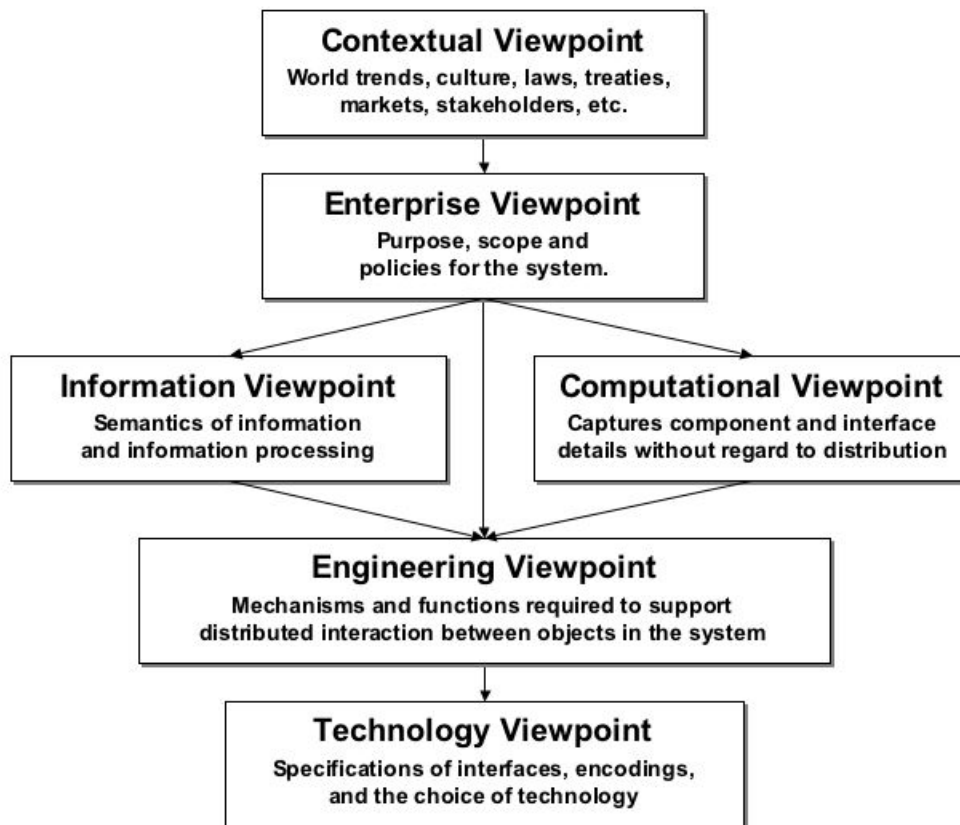 Contextual Viewpoint
World trends, culture, laws, treaties,
markets, stakeholders, etc.
Enterprise Viewpoint
Purpose, scope and
policies for the system.
Information Viewpoint
Semantics of information
and information processing
Computational Viewpoint
Captures component and interface
details without regard to distribution
Engineering Viewpoint
Mechanisms and functions required to support
distributed interaction between objects in the system
Technology Viewpoint
Specifications of interfaces, encodings,
and the choice of technology